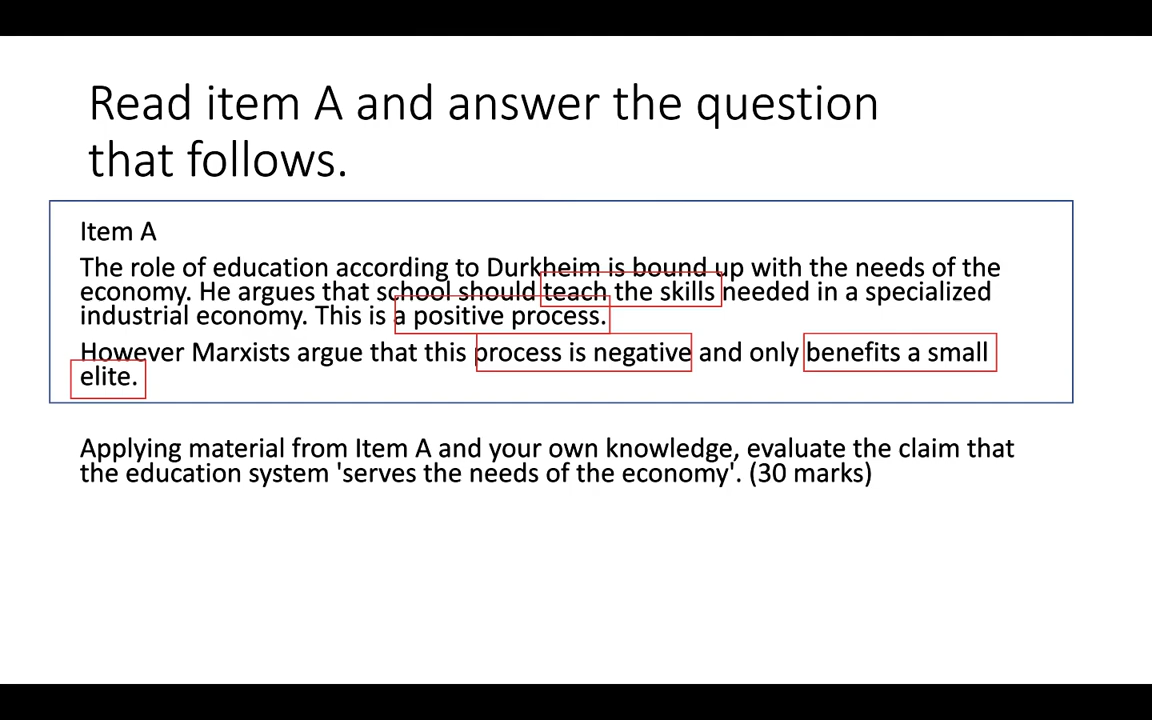 Read item A and answer the question
that follows.
Item A
The role of education according to Durkheim is bound up with the needs of the
economy. He argues that school should teach the skills needed in a specialized
industrial economy. This is a positive process.
However Marxists argue that this process is negative and only benefits a small
elite.
Applying material from Item A and your own knowledge, evaluate the claim that
the education system 'serves the needs of the economy'. (30 marks)